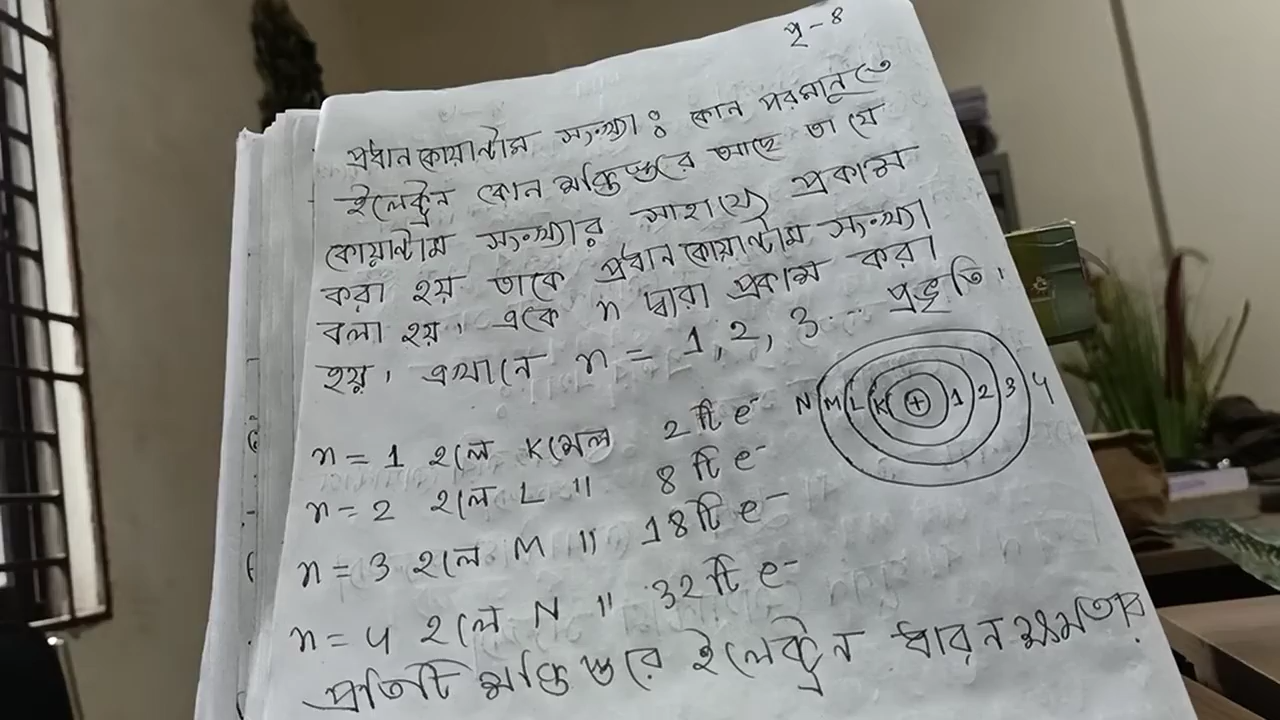 পৃ - ৪
প্রধান কোয়ান্টাম সংখ্যা : কোন পরমানুতে
ইলেক্ট্রন কোন শক্তিস্তরে আছে তা যে
কোয়ান্টাম সংখ্যার সাহায্যে প্রকাশ
করা হয় তাকে প্রধান কোয়ান্টাম সংখ্যা
বলা হয়। একে n দ্বারা প্রকাশ করা
হয়। এখানে n = 1, 2, 3... প্রভৃতি।
N M L K + 1 2 3 4
n = 1 হলে K শেল 2 টি e⁻
n = 2 হলে L " 8 টি e⁻
n = 3 হলে M " 18 টি e⁻
n = 4 হলে N " 32 টি e⁻
প্রতিটি শক্তি স্তরে ইলেক্ট্রন ধারন ক্ষমতার